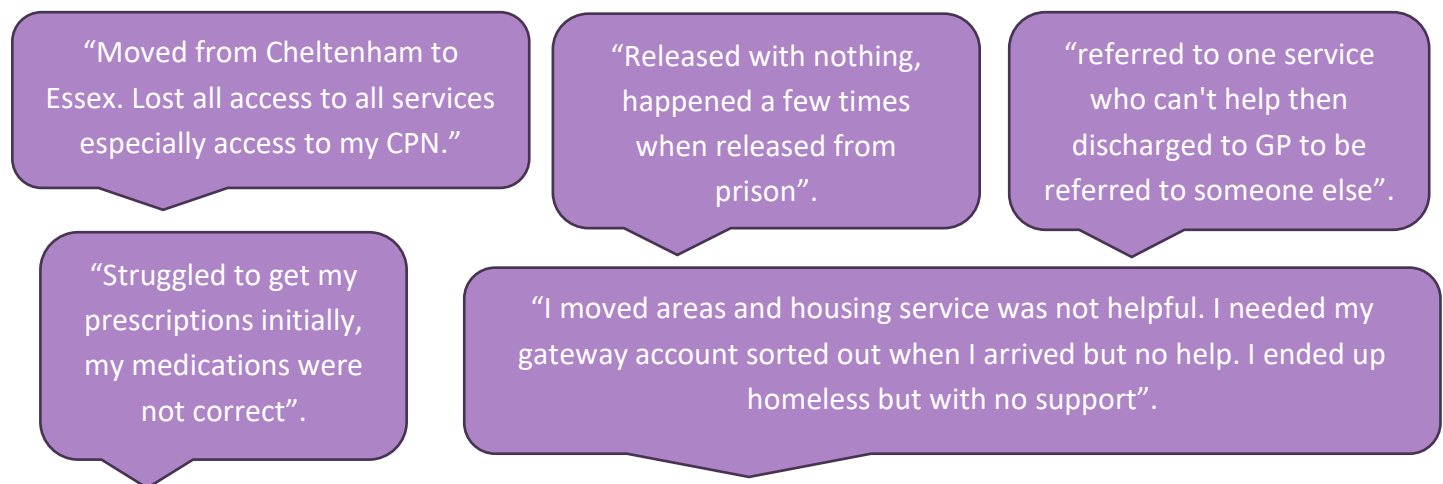 “Moved from Cheltenham to
Essex. Lost all access to all services
especially access to my CPN.”
“Released with nothing,
happened a few times
when released from
prison”.
“referred to one service
who can't help then
discharged to GP to be
referred to someone else”.
“Struggled to get my
prescriptions initially,
my medications were
not correct”.
“I moved areas and housing service was not helpful. I needed my
gateway account sorted out when I arrived but no help. I ended up
homeless but with no support”.